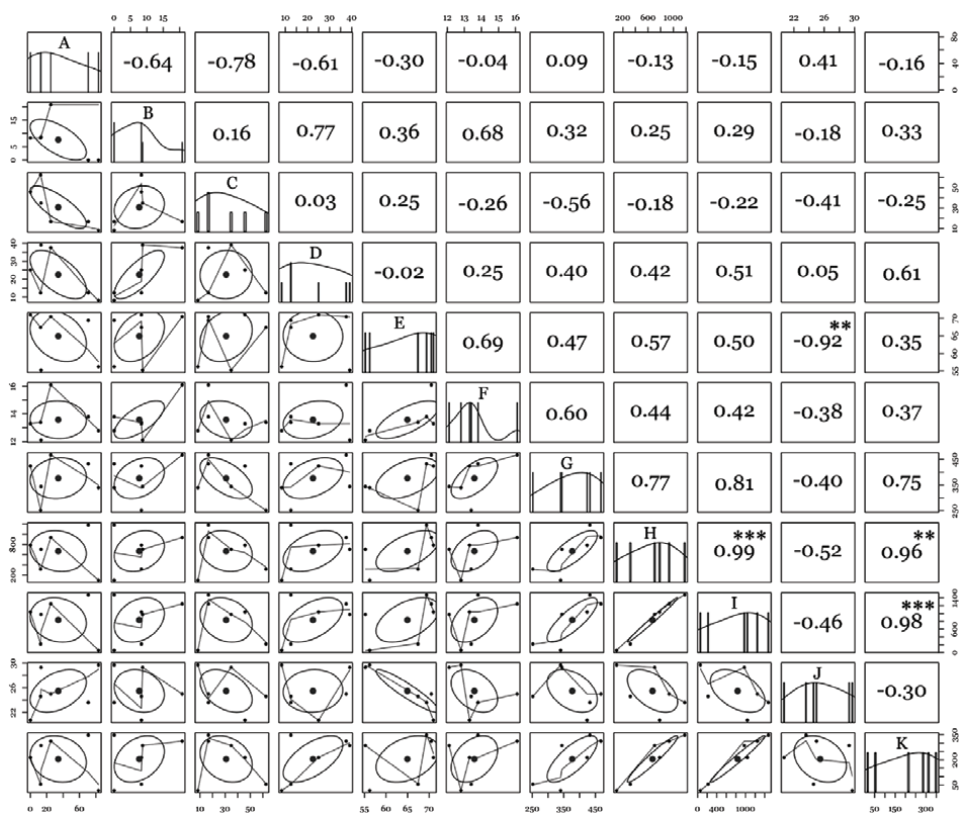 0 5 10 15 10 20 30 40 12 13 14 15 16 200 600 1000 22 26 30
A -0.64 -0.78 -0.61 -0.30 -0.04 0.09 -0.13 -0.15 0.41 -0.16 0 40 80
0 5 15 B 0.16 0.77 0.36 0.68 0.32 0.25 0.29 -0.18 0.33
C 0.03 0.25 -0.26 -0.56 -0.18 -0.22 -0.41 -0.25 10 30 50
10 20 30 40 D -0.02 0.25 0.40 0.42 0.51 0.05 0.61
E 0.69 0.47 0.57 0.50 -0.92** 0.35 55 60 65 70
12 14 16 F 0.60 0.44 0.42 -0.38 0.37
G 0.77 0.81 -0.40 0.75 250 350 450
200 800 H 0.99*** -0.52 0.96**
I -0.46 0.98*** 0 600 1400
22 26 30 J -0.30
K 50 200 350
0 20 60 10 30 50 55 60 65 70 250 350 450 0 400 1000 50 150 300